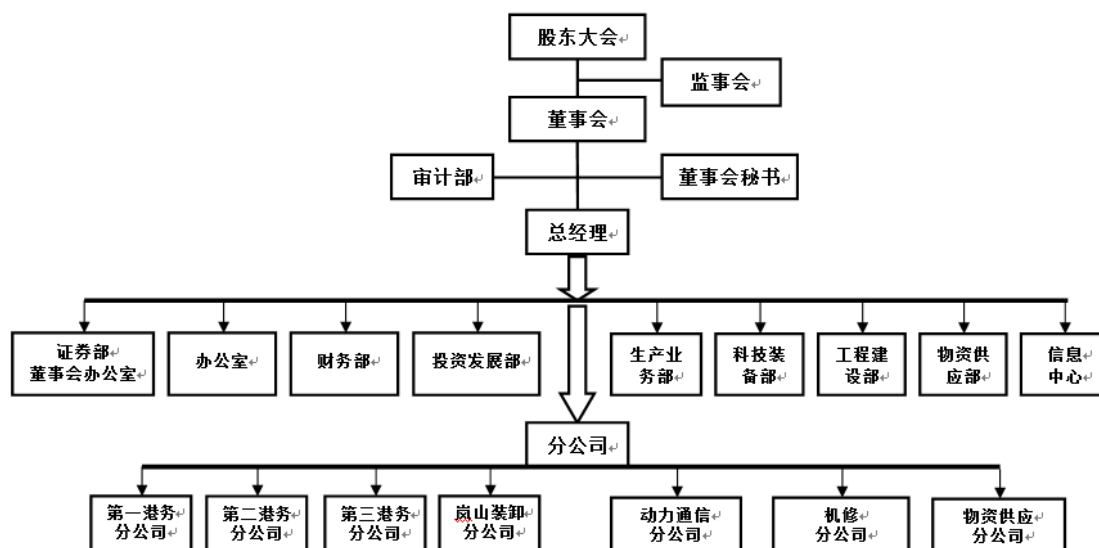 股东大会
监事会
董事会
审计部
董事会秘书
总经理
证券部
董事会办公室
办公室
财务部
投资发展部
生产业
务部
科技装
备部
工程建
设部
物资供
应部
信息
中心
分公司
第一港务
分公司
第二港务
分公司
第三港务
分公司
岚山装卸
分公司
动力通信
分公司
机修
分公司
物资供应
分公司